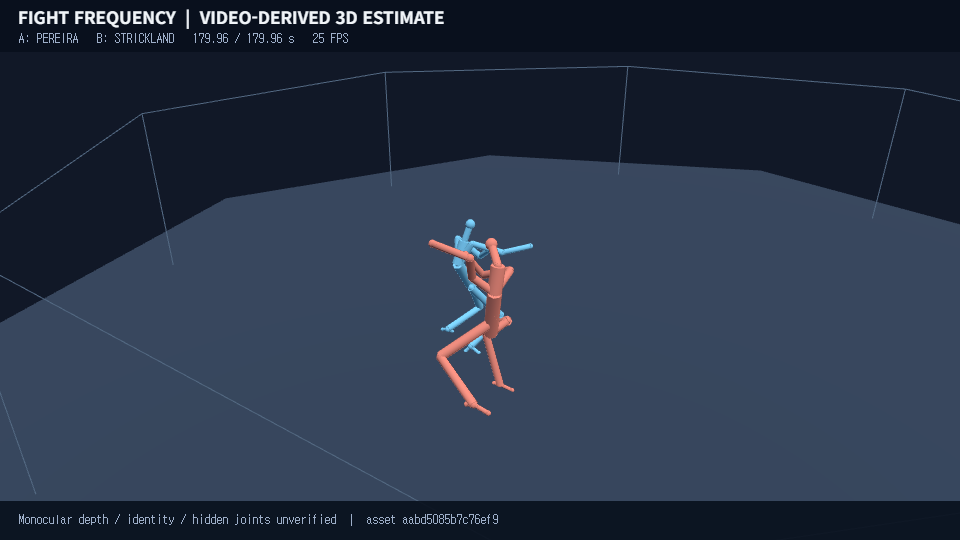 FIGHT FREQUENCY | VIDEO-DERIVED 3D ESTIMATE
A: PEREIRA B: STRICKLAND 179.96 / 179.96 s 25 FPS
Monocular depth / identity / hidden joints unverified | asset aabd5085b7c76ef9